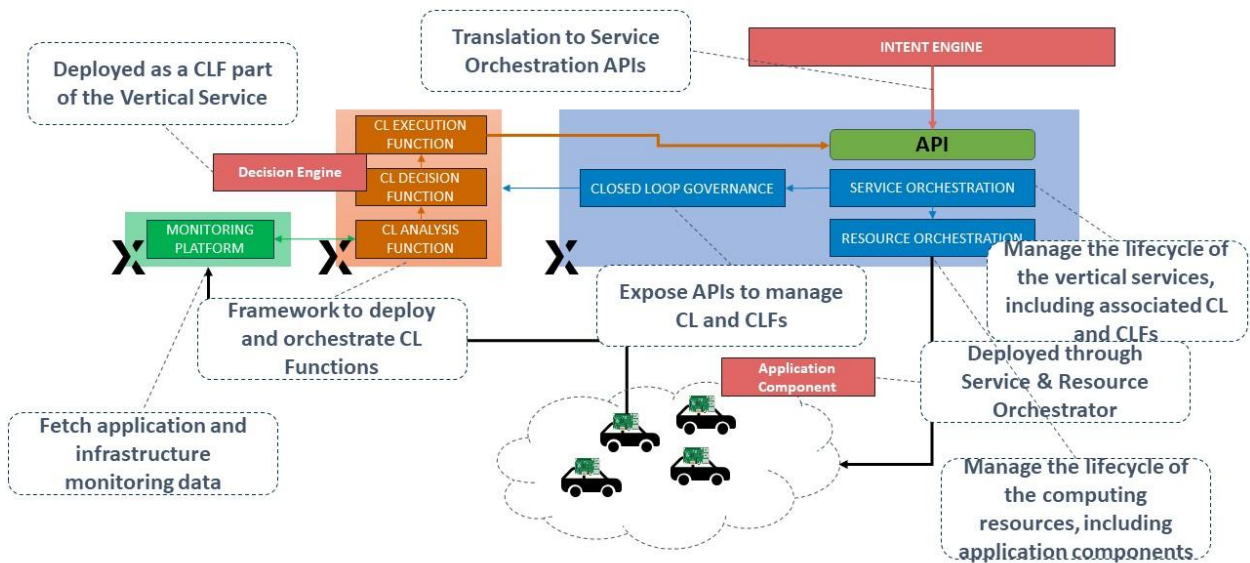 Translation to Service
Orchestration APIs
INTENT ENGINE
Deployed as a CLF part
of the Vertical Service
CL EXECUTION
FUNCTION
API
Decision Engine
CL DECISION
FUNCTION
CLOSED LOOP GOVERNANCE
SERVICE ORCHESTRATION
MONITORING
PLATFORM
CL ANALYSIS
FUNCTION
RESOURCE ORCHESTRATION
X
X
X
Manage the lifecycle of
the vertical services,
including associated CL
and CLFs
Framework to deploy
and orchestrate CL
Functions
Expose APIs to manage
CL and CLFs
Application
Component
Deployed through
Service & Resource
Orchestrator
Fetch application and
infrastructure
monitoring data
Manage the lifecycle of
the computing
resources, including
application components